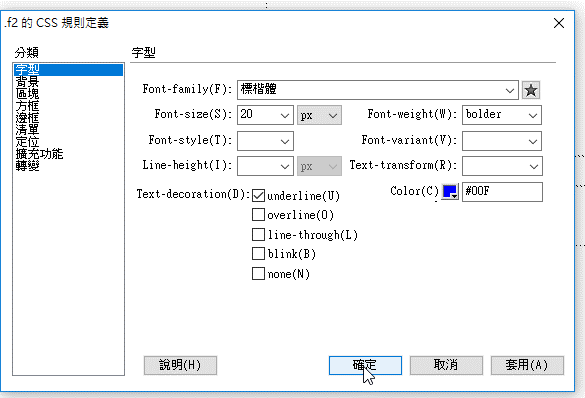 .f2 的 CSS 規則定義
分類
字型
背景
區塊
方框
邊框
清單
定位
擴充功能
轉變
字型
Font-family(F): 標楷體
Font-size(S): 20 px Font-weight(W): bolder
Font-style(T): Font-variant(V):
Line-height(I): px Text-transform(R):
Text-decoration(D): underline(U) Color(C): #00F
overline(O)
line-through(L)
blink(B)
none(N)
說明(H) 確定 取消 套用(A)